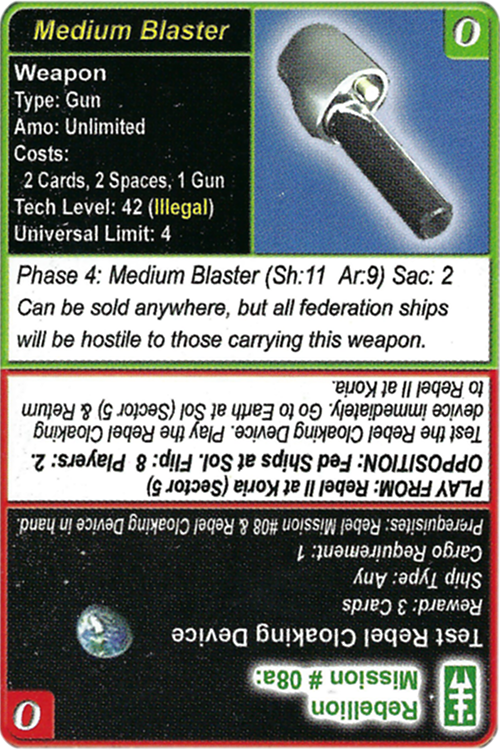 Medium Blaster
0
Weapon
Type: Gun
Amo: Unlimited
Costs:
2 Cards, 2 Spaces, 1 Gun
Tech Level: 42 (Illegal)
Universal Limit: 4
Phase 4: Medium Blaster (Sh:11 Ar:9) Sac: 2
Can be sold anywhere, but all federation ships
will be hostile to those carrying this weapon.
Rebellion
Mission # 08a:
0
Test Rebel Cloaking Device
Reward: 3 Cards
Ship Type: Any
Cargo Requirement: 1
Prerequisites: Rebel Mission #08 & Rebel Cloaking Device in hand.
PLAY FROM: Rebel II at Koria (Sector 5)
OPPOSITION: Fed Ships at Sol. Flip: 8 Players: 2.
Test the Rebel Cloaking Device. Play the Rebel Cloaking
device immediately. Go to Earth at Sol (Sector 5) & Return
to Rebel II at Koria.